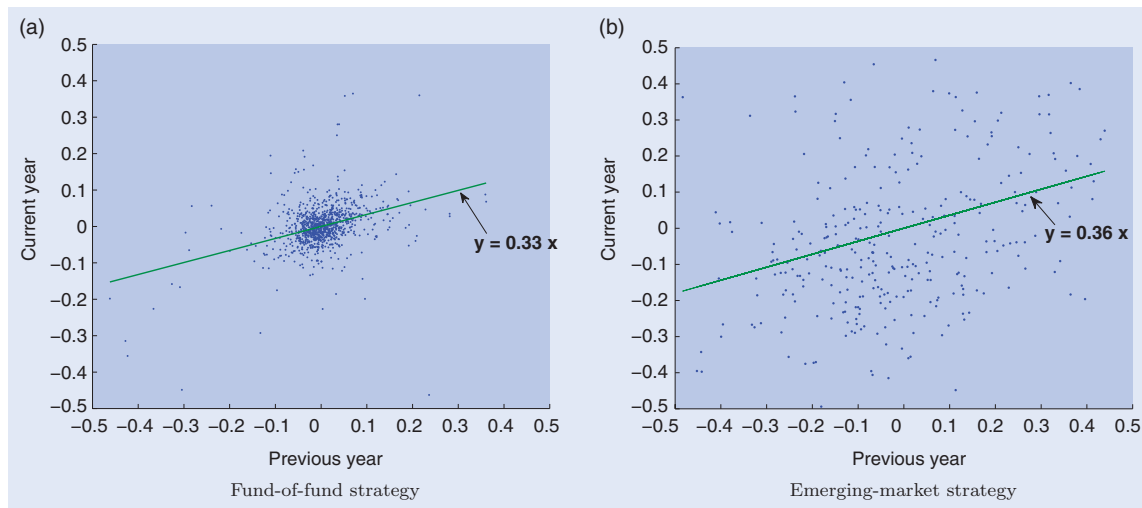 (a)
0.5
0.4
0.3
0.2
0.1
0
−0.1
−0.2
−0.3
−0.4
−0.5
Current year
y = 0.33 x
−0.5 −0.4 −0.3 −0.2 −0.1 0 0.1 0.2 0.3 0.4 0.5
Previous year
Fund-of-fund strategy
(b)
0.5
0.4
0.3
0.2
0.1
0
−0.1
−0.2
−0.3
−0.4
−0.5
Current year
y = 0.36 x
−0.5 −0.4 −0.3 −0.2 −0.1 0 0.1 0.2 0.3 0.4 0.5
Previous year
Emerging-market strategy